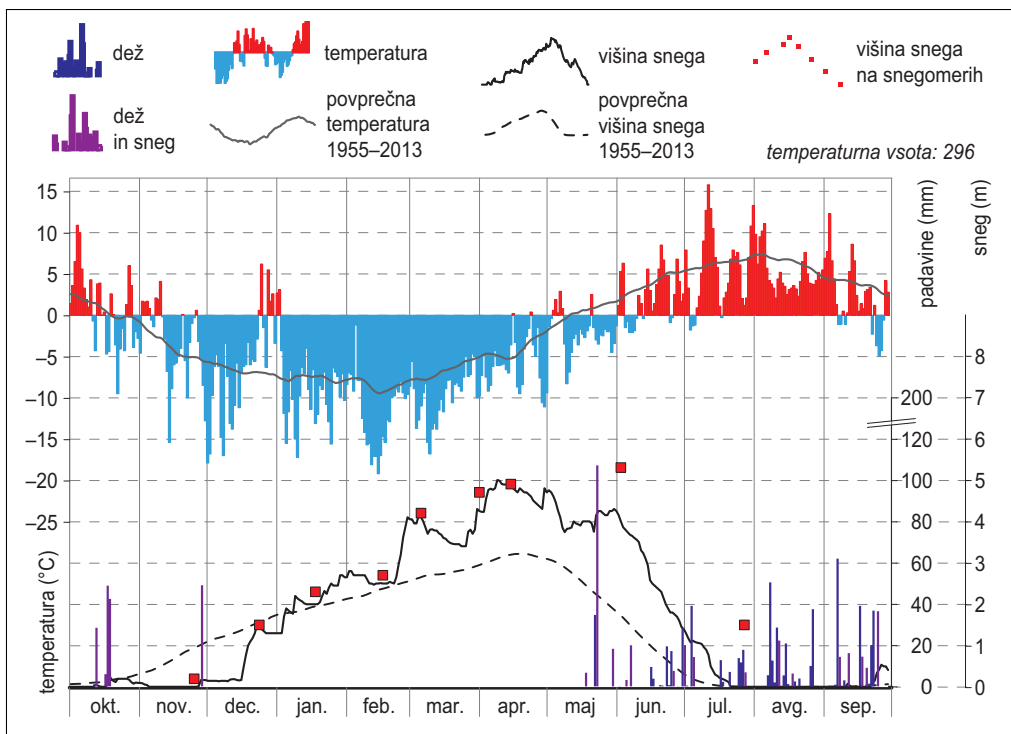 dež
temperatura
višina snega
višina snega
na snegomerih
dež
in sneg
povprečna
temperatura
1955–2013
povprečna
višina snega
1955–2013
temperaturna vsota: 296
15
10
5
0
–5
–10
–15
–20
–25
temperatura (°C)
padavine (mm)
200
120
100
80
60
40
20
0
sneg (m)
8
7
6
5
4
3
2
1
0
okt.
nov.
dec.
jan.
feb.
mar.
apr.
maj
jun.
jul.
avg.
sep.